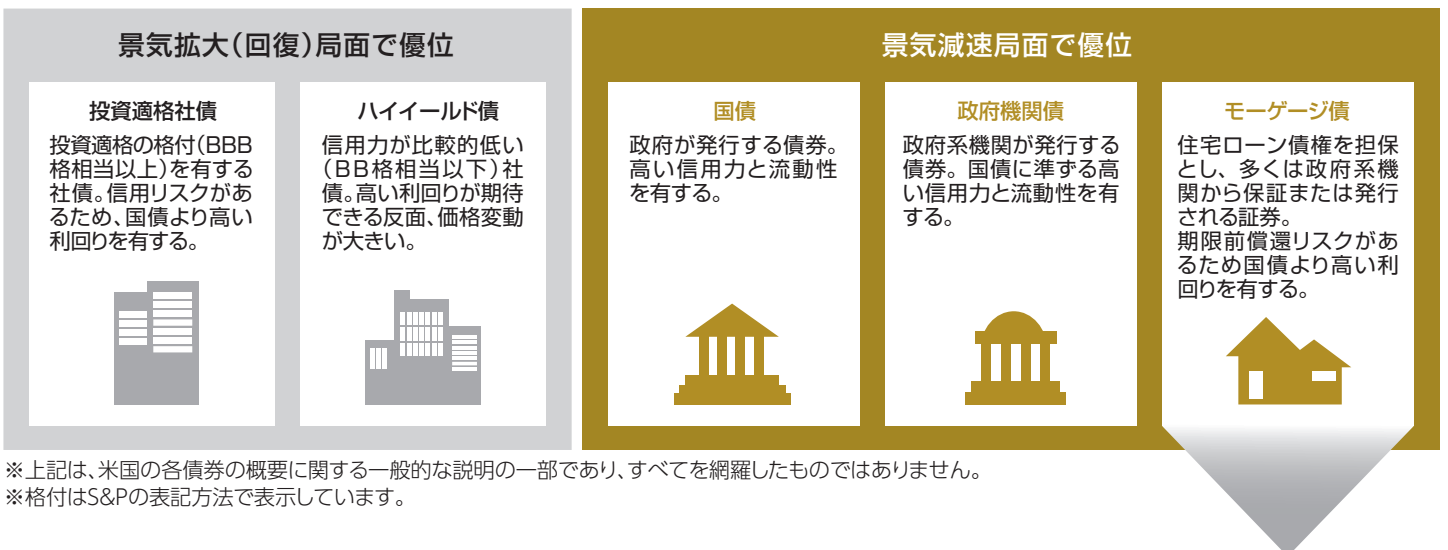 景気拡大(回復)局面で優位
投資適格社債
投資適格の格付(BBB
格相当以上)を有する
社債。信用リスクがあ
るため、国債より高い
利回りを有する。
ハイイールド債
信用力が比較的低い
(BB格相当以下)社
債。高い利回りが期待
できる反面、価格変動
が大きい。
景気減速局面で優位
国債
政府が発行する債券。
高い信用力と流動性
を有する。
政府機関債
政府系機関が発行する
債券。国債に準ずる高
い信用力と流動性を有
する。
モーゲージ債
住宅ローン債権を担保
とし、多くは政府系機
関から保証または発行
される証券。
期限前償還リスクがあ
るため国債より高い利
回りを有する。
※上記は、米国の各債券の概要に関する一般的な説明の一部であり、すべてを網羅したものではありません。
※格付はS&Pの表記方法で表示しています。